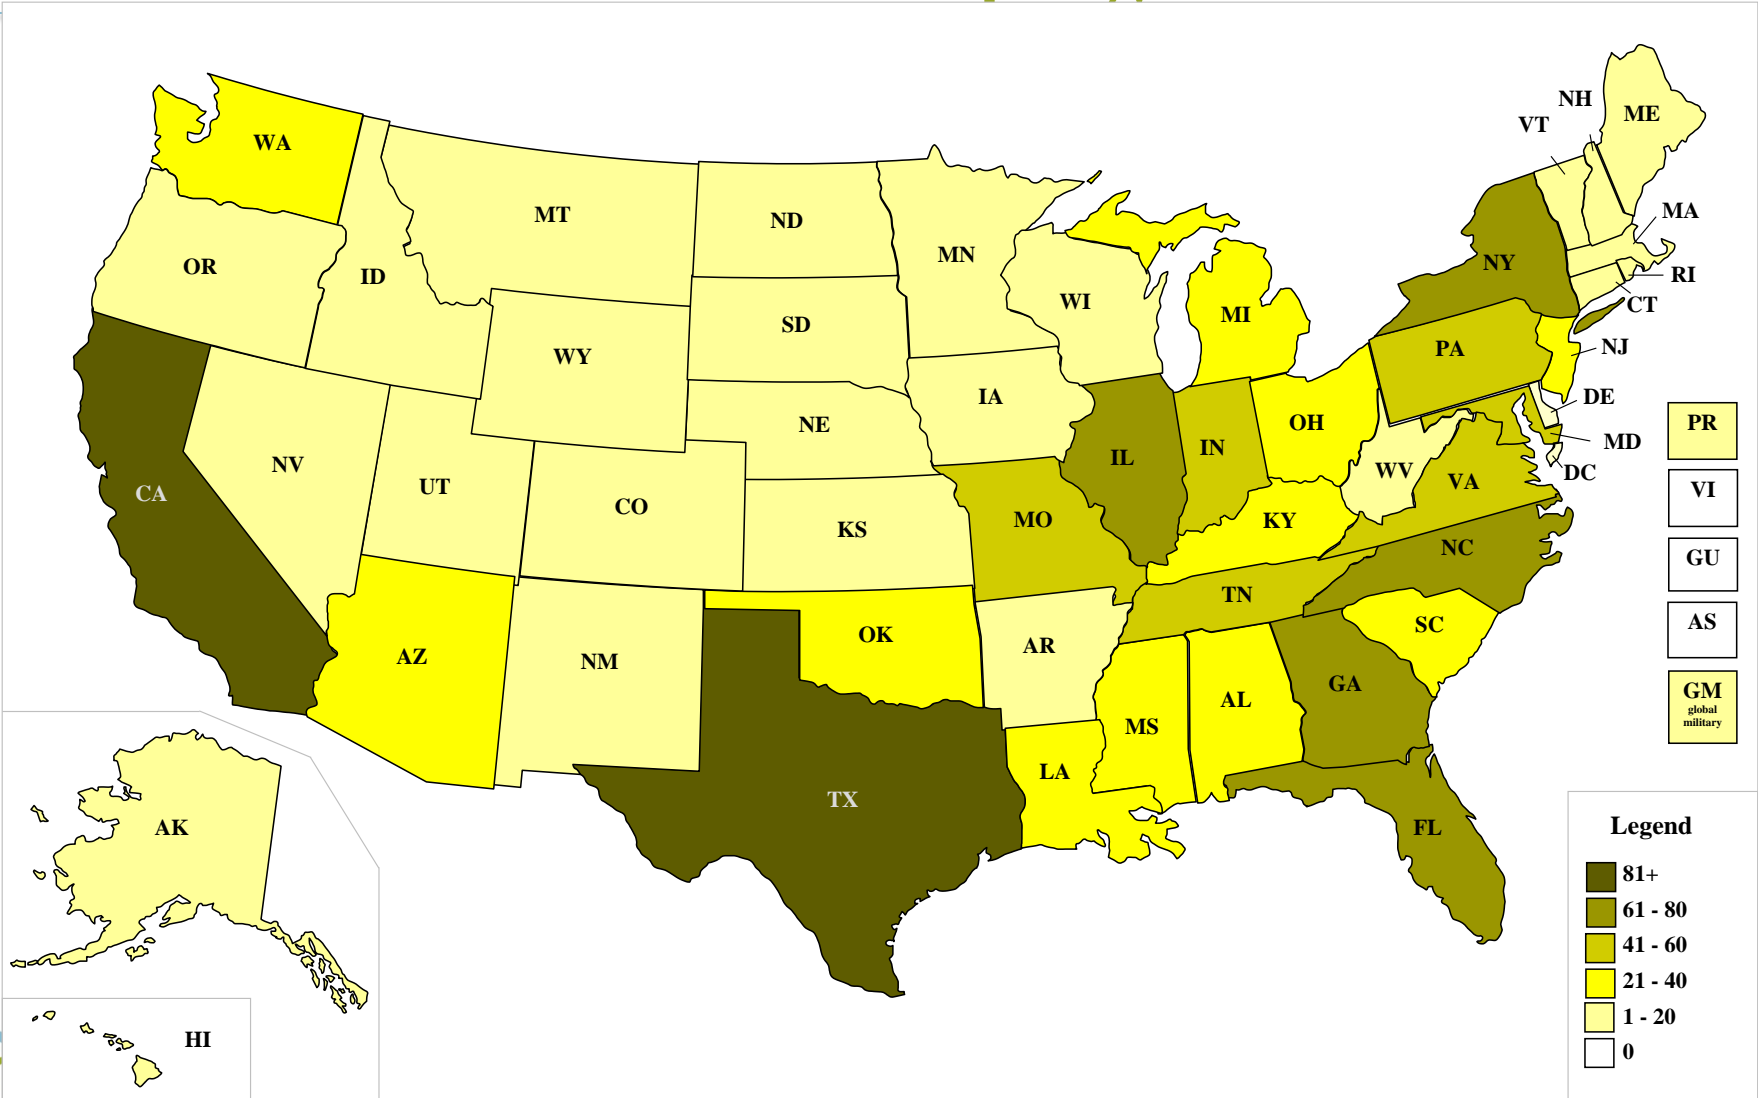 NH
ME
VT
WA
MA
MT
ND
OR
MN
NY
ID
RI
WI
CT
MI
SD
NJ
PA
WY
IA
DE
NE
OH
PR
MD
IN
IL
NV
WV
DC
UT
VA
VI
CA
CO
MO
KY
KS
NC
GU
TN
AS
SC
OK
AR
AZ
NM
GA
GM
global
military
AL
MS
LA
TX
AK
FL
Legend
81+
61 - 80
41 - 60
21 - 40
1 - 20
0
HI